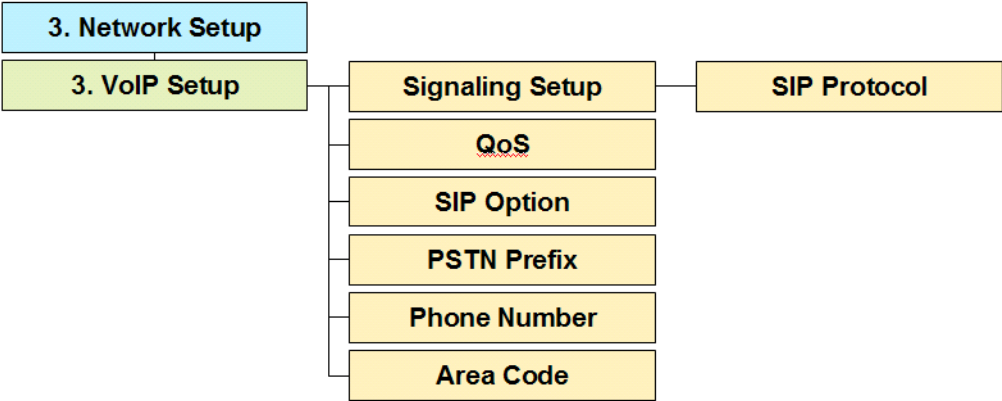 3. Network Setup
3. VoIP Setup
Signaling Setup
SIP Protocol
QoS
SIP Option
PSTN Prefix
Phone Number
Area Code